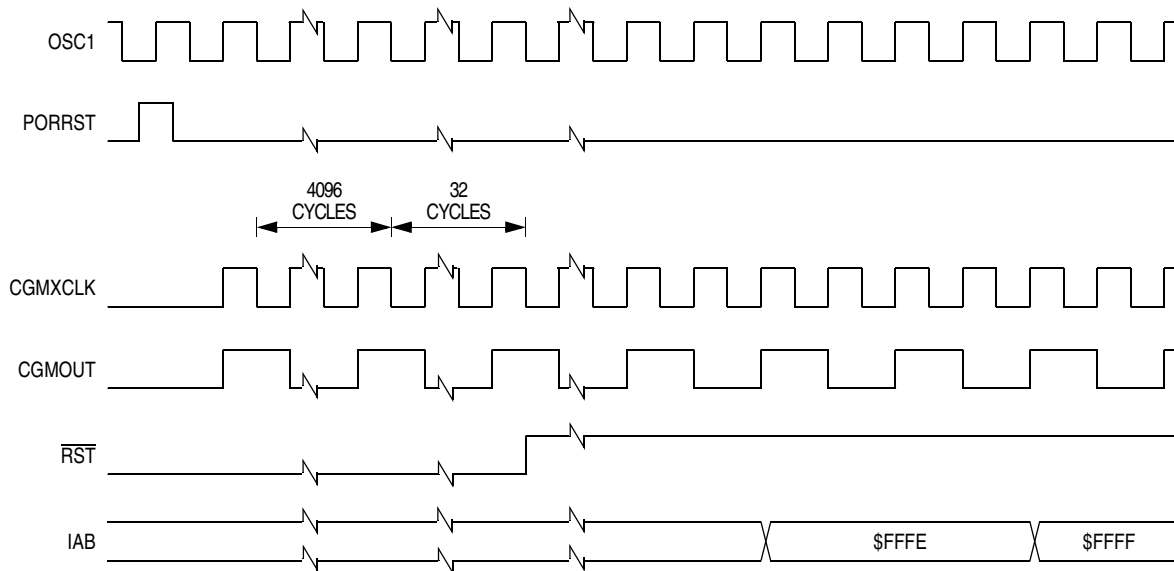 OSC1
PORRST
4096
CYCLES
32
CYCLES
CGMXCLK
CGMOUT
RST
IAB
$FFFE
$FFFF